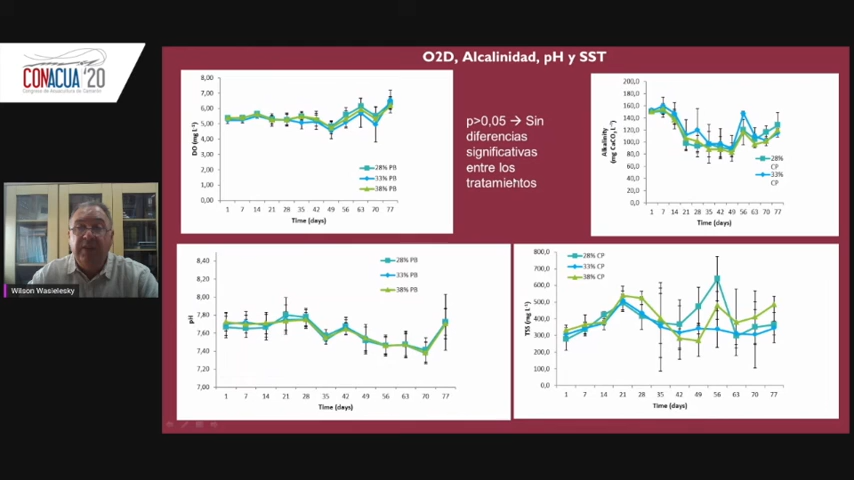 O2D, Alcalinidad, pH y SST
CONACUA '20
Congreso de Acuacultura de Camarón
Wilson Wasielesky
p>0,05 → Sin
diferencias
significativas
entre los
tratamientos
8,00
7,00
6,00
5,00
4,00
3,00
2,00
1,00
0,00
DO (mg L⁻¹)
28% PB
33% PB
38% PB
1 7 14 21 28 35 42 49 56 63 70 77
Time (days)
200,0
180,0
160,0
140,0
120,0
100,0
80,0
60,0
40,0
20,0
0,0
Alkalinity
(mg CaCO₃ L⁻¹)
28%
CP
33%
CP
1 7 14 21 28 35 42 49 56 63 70 77
Time (days)
8,40
8,20
8,00
7,80
7,60
7,40
7,20
7,00
pH
28% PB
33% PB
38% PB
1 7 14 21 28 35 42 49 56 63 70 77
Time (days)
800,0
700,0
600,0
500,0
400,0
300,0
200,0
100,0
0,0
TSS (mg L⁻¹)
28% CP
33% CP
38% CP
1 7 14 21 28 35 42 49 56 63 70 77
Time (days)